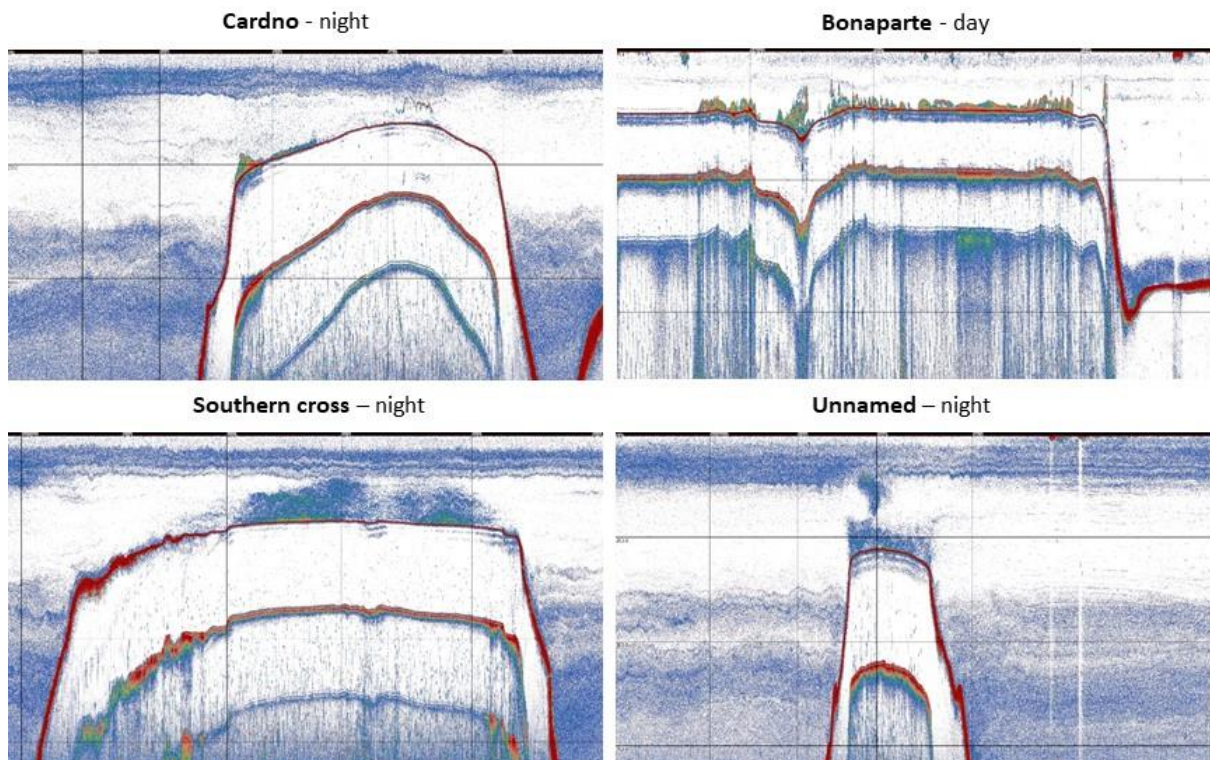 Cardno - night
Bonaparte - day
Southern cross – night
Unnamed – night